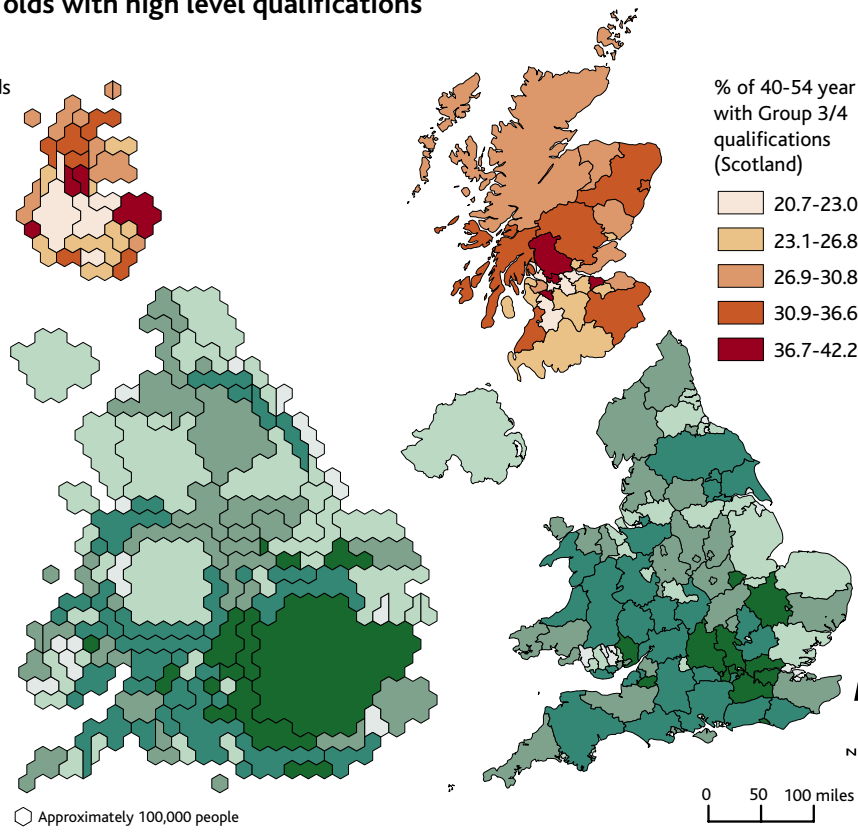 olds with high level qualifications
ds
% of 40-54 year
with Group 3/4
qualifications
(Scotland)
20.7-23.0
23.1-26.8
26.9-30.8
30.9-36.6
36.7-42.2
N
0 50 100 miles
Approximately 100,000 people